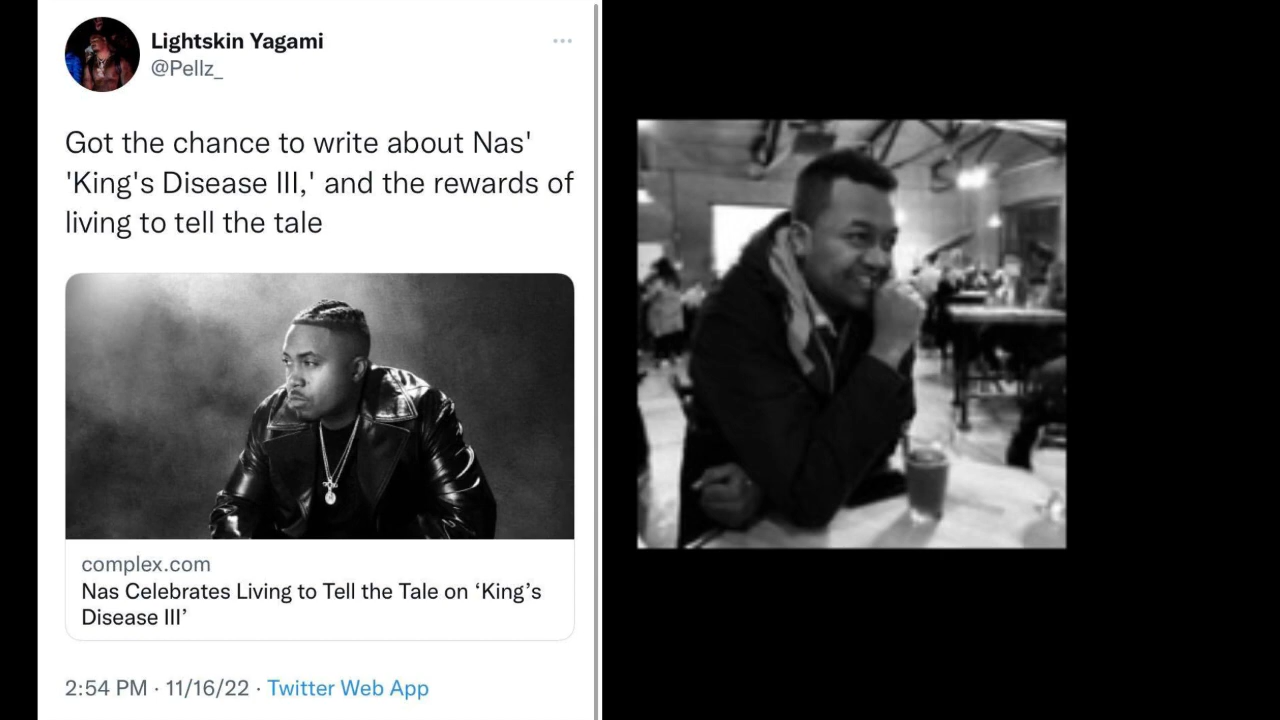 Lightskin Yagami
@Pellz_
Got the chance to write about Nas'
'King's Disease III,' and the rewards of
living to tell the tale
complex.com
Nas Celebrates Living to Tell the Tale on ‘King’s
Disease III’
2:54 PM · 11/16/22 · Twitter Web App